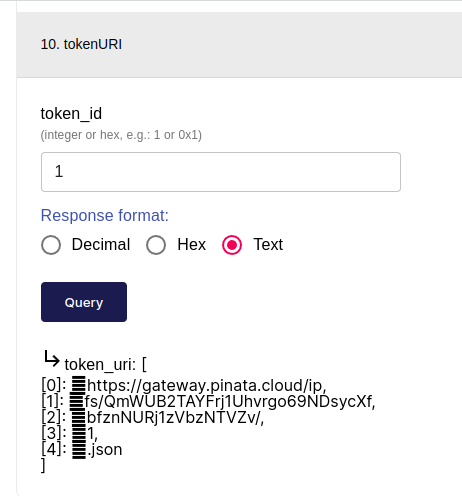 10. tokenURI
token_id
(integer or hex, e.g.: 1 or 0x1)
1
Response format:
Decimal Hex Text
Query
token_uri: [
[0]: https://gateway.pinata.cloud/ip,
[1]: fs/QmWUB2TAYFrj1Uhvrgo69NDsycXf,
[2]: bfznNURj1zVbzNTVZv/,
[3]: 1,
[4]: .json
]